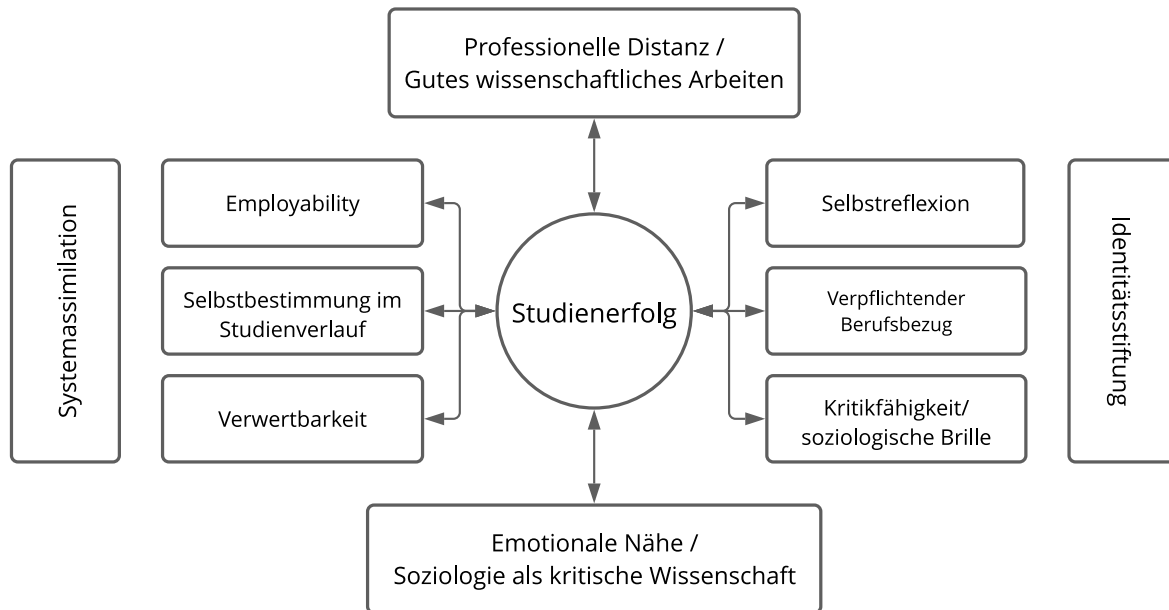 Professionelle Distanz /
Gutes wissenschaftliches Arbeiten
Systemassimilation
Employability
Selbstbestimmung im
Studienverlauf
Verwertbarkeit
Studienerfolg
Selbstreflexion
Verpflichtender
Berufsbezug
Kritikfähigkeit/
soziologische Brille
Identitätsstiftung
Emotionale Nähe /
Soziologie als kritische Wissenschaft